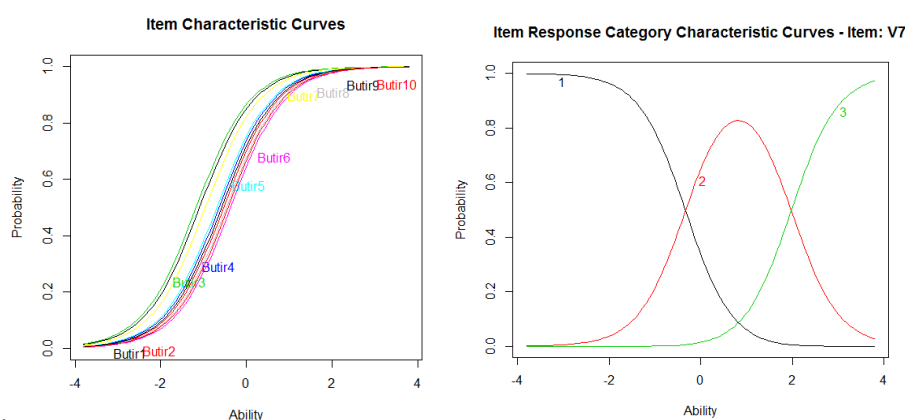 Item Characteristic Curves
Probability
1.0
0.8
0.6
0.4
0.2
0.0
Butir1
Butir2
Butir3
Butir4
Butir5
Butir6
Butir7
Butir8
Butir9
Butir10
-4
-2
0
2
4
Ability
Item Response Category Characteristic Curves - Item: V7
Probability
1.0
0.8
0.6
0.4
0.2
0.0
1
2
3
-4
-2
0
2
4
Ability